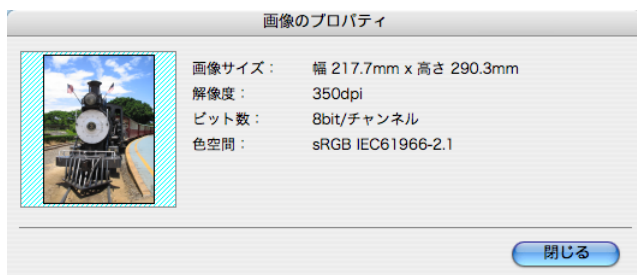 画像のプロパティ
画像サイズ： 幅 217.7mm x 高さ 290.3mm
解像度： 350dpi
ビット数： 8bit/チャンネル
色空間： sRGB IEC61966-2.1
閉じる